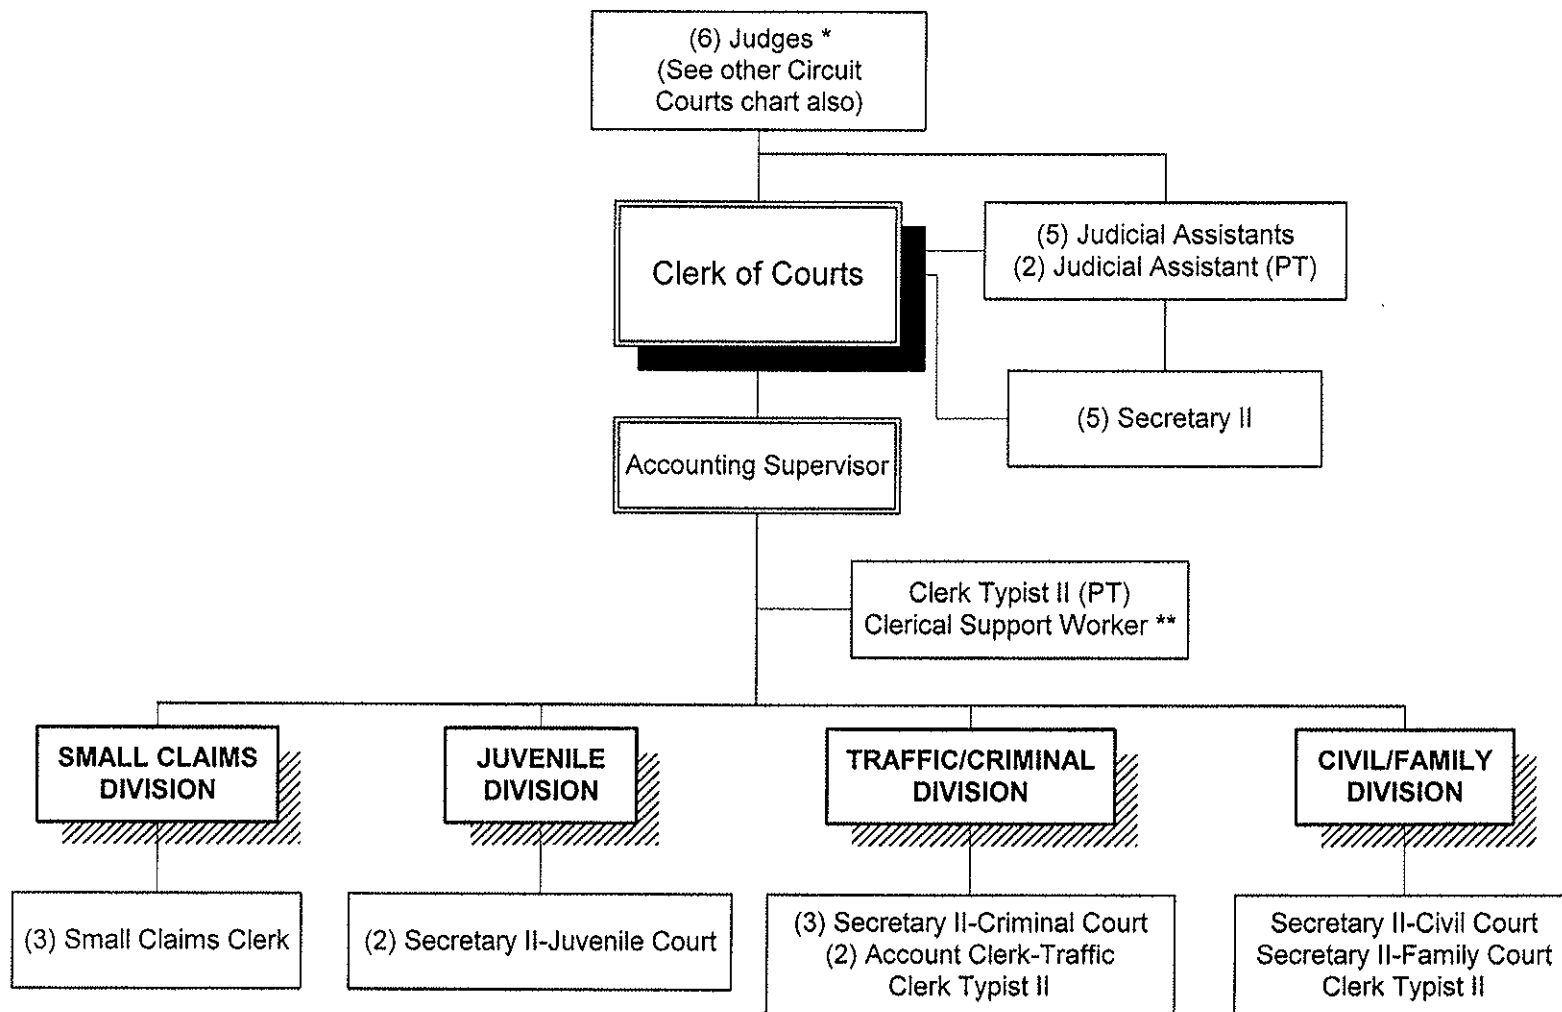 (6) Judges *
(See other Circuit
Courts chart also)
Clerk of Courts
(5) Judicial Assistants
(2) Judicial Assistant (PT)
(5) Secretary II
Accounting Supervisor
Clerk Typist II (PT)
Clerical Support Worker **
SMALL CLAIMS
DIVISION
JUVENILE
DIVISION
TRAFFIC/CRIMINAL
DIVISION
CIVIL/FAMILY
DIVISION
(3) Small Claims Clerk
(2) Secretary II-Juvenile Court
(3) Secretary II-Criminal Court
(2) Account Clerk-Traffic
Clerk Typist II
Secretary II-Civil Court
Secretary II-Family Court
Clerk Typist II